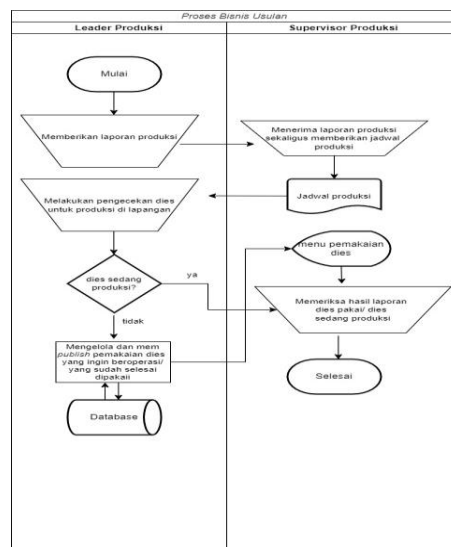 Proses Bisnis Usulan
Leader Produksi
Supervisor Produksi
Mulai
Memberikan laporan produksi
Menerima laporan produksi
sekaligus memberikan jadwal
produksi
Jadwal produksi
Melakukan pengecekan dies
untuk produksi di lapangan
menu pemakaian
dies
dies sedang
produksi?
ya
tidak
Memeriksa hasil laporan
dies pakai/ dies
sedang produksi
Mengelola dan mem
publish pemakaian dies
yang ingin beroperasi/
yang sudah selesai
dipakaii
Selesai
Database